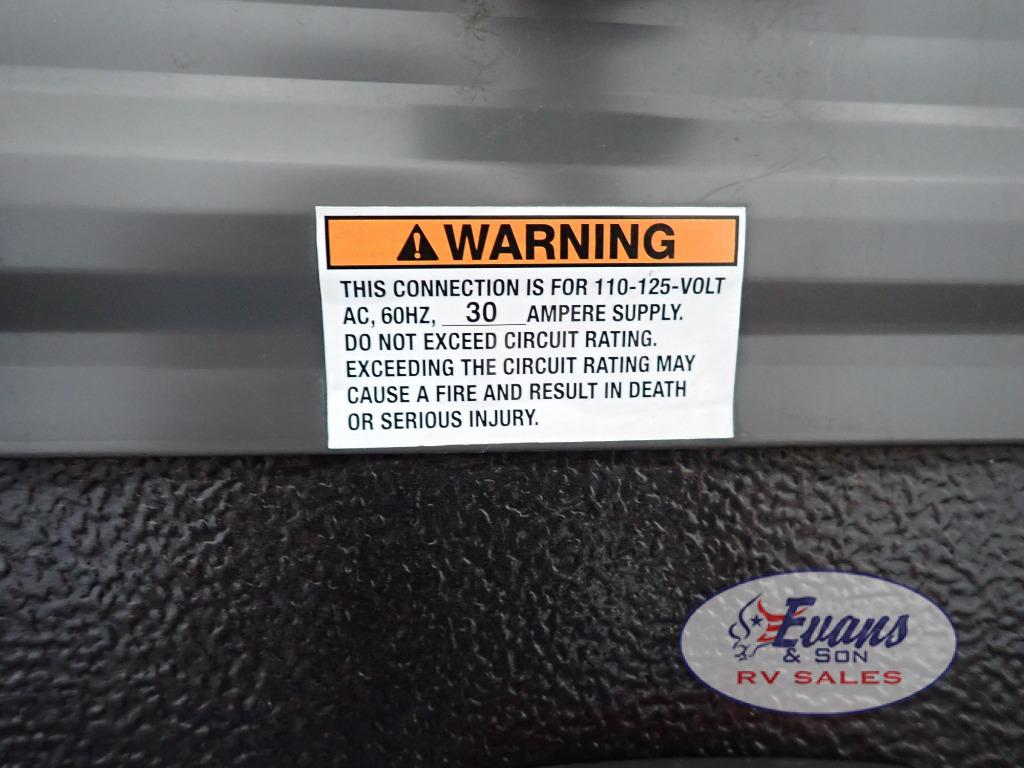 WARNING
THIS CONNECTION IS FOR 110-125-VOLT
AC, 60HZ, 30 AMPERE SUPPLY.
DO NOT EXCEED CIRCUIT RATING.
EXCEEDING THE CIRCUIT RATING MAY
CAUSE A FIRE AND RESULT IN DEATH
OR SERIOUS INJURY.
Evans
& SON
RV SALES